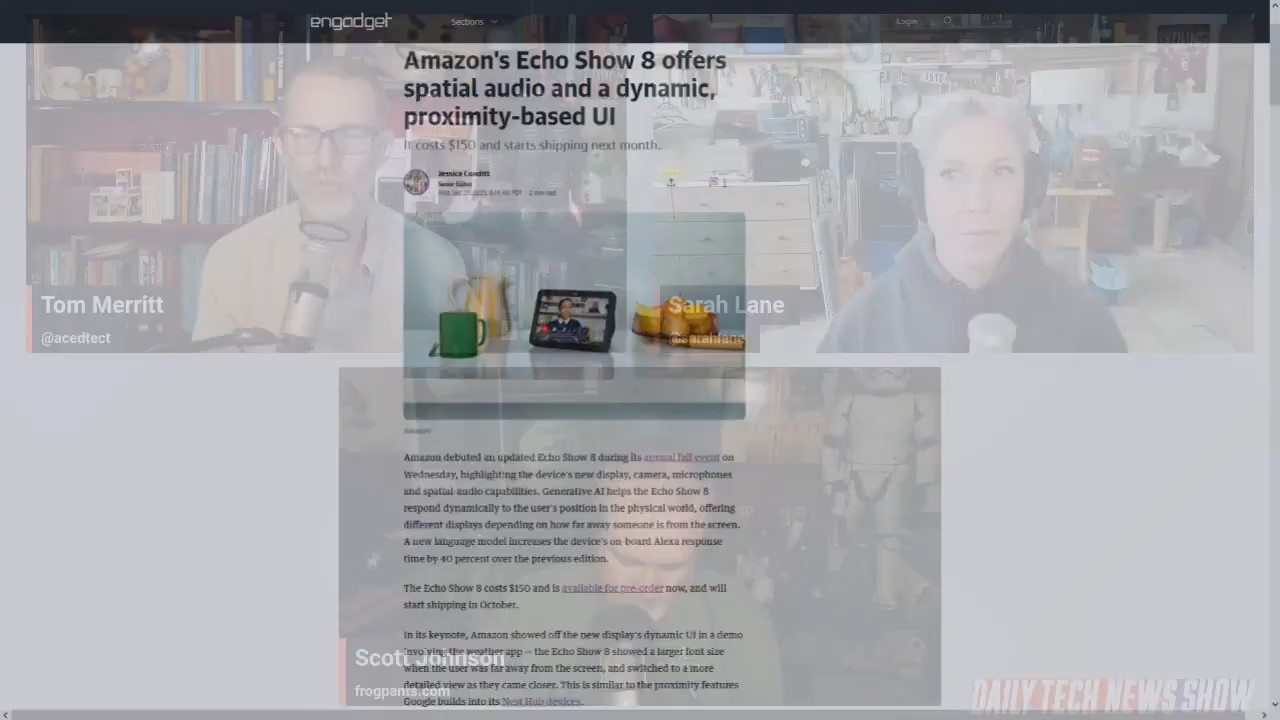 engadget
Sections
Login
Amazon's Echo Show 8 offers
spatial audio and a dynamic,
proximity-based UI
It costs $150 and starts shipping next month.
Jessica Conditt
Senior Editor
Tom Merritt
@acedtect
Sarah Lane
@sarahlane
Amazon
Amazon debuted an updated Echo Show 8 during its annual fall event on
Wednesday, highlighting the device's new display, camera, microphones
and spatial audio capabilities. Generative AI helps the Echo Show 8
respond dynamically to the user's position in the physical world, offering
different displays depending on how far away someone is from the screen.
A new language model increases the device's on-board Alexa response
time by 40 percent over the previous edition.
The Echo Show 8 costs $150 and is available for pre-order now, and will
start shipping in October.
In its keynote, Amazon showed off the new display's dynamic UI in a demo
involving the weather app — the Echo Show 8 showed a larger font size
when the user was far away from the screen, and switched to a more
detailed view as they came closer. This is similar to the proximity features
Google builds into its Nest Hub devices.
Scott Johnson
frogpants.com
DAILY TECH NEWS SHOW